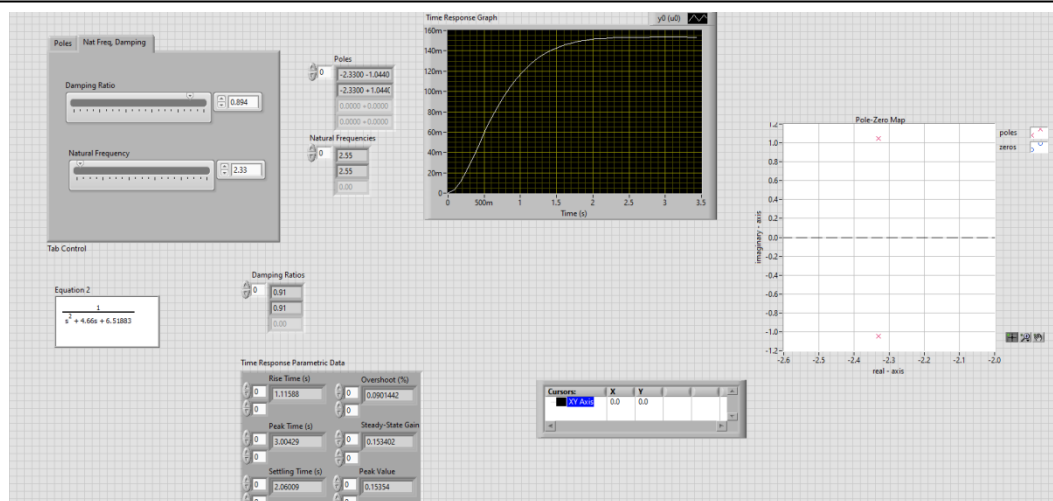 Poles
Nat Freq, Damping
Damping Ratio
0.894
Natural Frequency
2.33
Tab Control
Equation 2
1
s² + 4.66s + 6.51883
Poles
0
-2.3300 -1.0440
-2.3300 +1.0440
0.0000 +0.0000
0.0000 +0.0000
Natural Frequencies
0
2.55
2.55
0.00
Damping Ratios
0
0.91
0.91
0.00
Time Response Graph
y0 (u0)
160m
140m
120m
100m
80m
60m
40m
20m
0
0 500m 1 1.5 2 2.5 3 3.5
Time (s)
Pole-Zero Map
poles
zeros
1.2
1.0
0.8
0.6
0.4
0.2
0.0
-0.2
-0.4
-0.6
-0.8
-1.0
-1.2
imaginary - axis
-2.6 -2.5 -2.4 -2.3 -2.2 -2.1 -2.0
real - axis
Time Response Parametric Data
Rise Time (s)
0 1.11588
0
Overshoot (%)
0 0.0901442
0
Peak Time (s)
0 3.00429
0
Steady-State Gain
0 0.153402
0
Settling Time (s)
0 2.06009
Peak Value
0 0.15354
Cursors: X Y
XY Axis 0.0 0.0